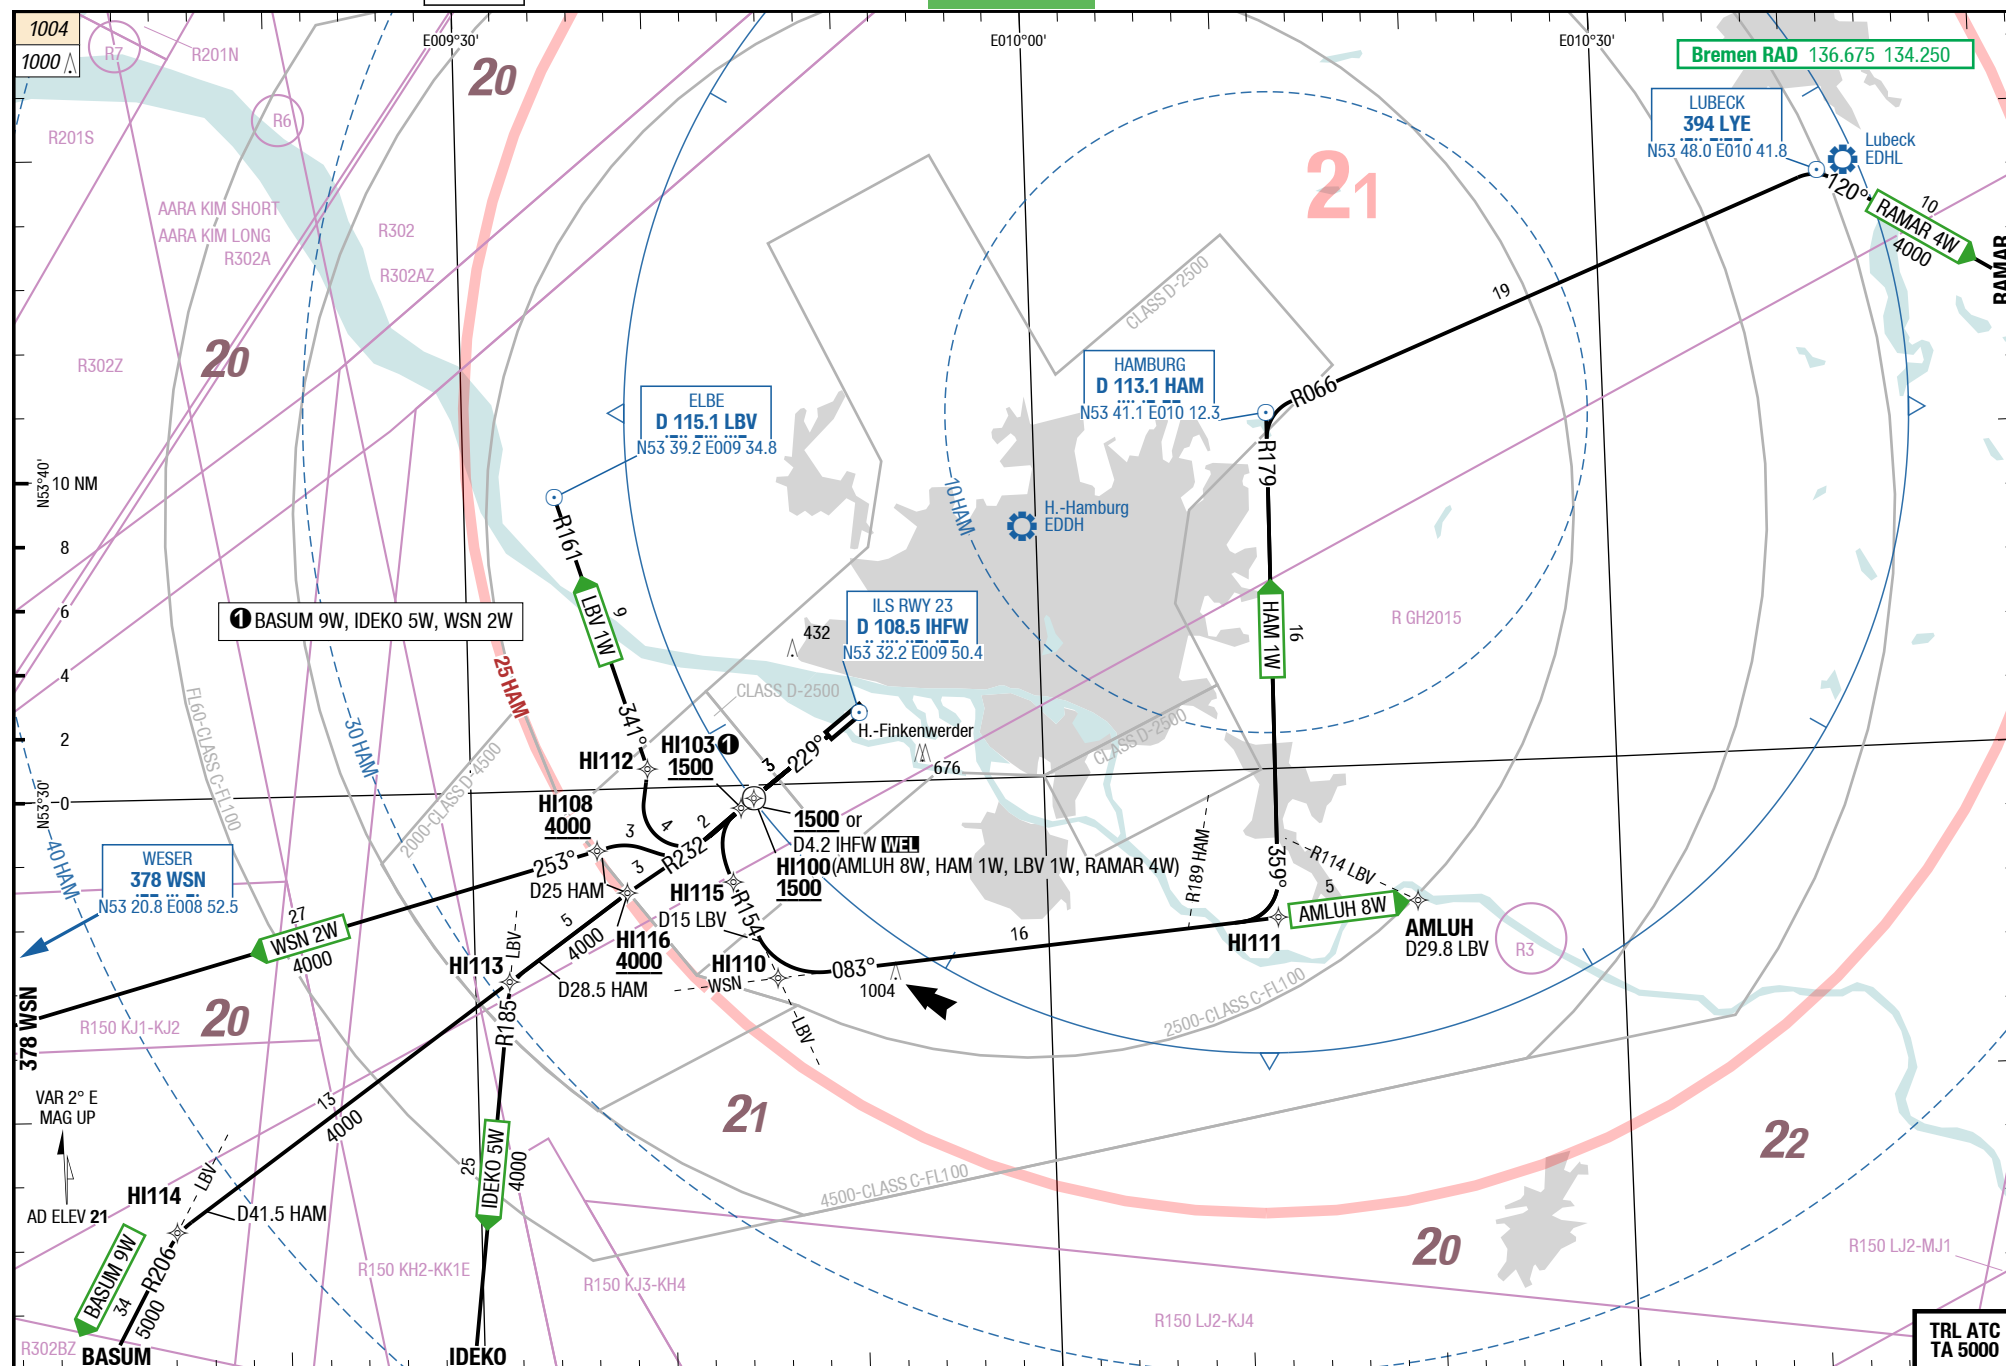 1004
1000
E009°30'
E010°00'
E010°30'
Bremen RAD 136.675 134.250
R7
R201N
20
R6
R201S
LUBECK
394 LYE
N53 48.0 E010 41.8
Lubeck
EDHL
120°
10
RAMAR 4W
4000
RAMAR
21
AARA KIM SHORT
AARA KIM LONG
R302A
R302
R302AZ
CLASS D-2500
19
20
R302Z
HAMBURG
D 113.1 HAM
N53 41.1 E010 12.3
R066
ELBE
D 115.1 LBV
N53 39.2 E009 34.8
R179
N53°40'
10 NM
8
6
4
2
0
N53°30'
10 HAM
H.-Hamburg
EDDH
R161
LBV 1W
9
341°
1 BASUM 9W, IDEKO 5W, WSN 2W
ILS RWY 23
D 108.5 IHFW
N53 32.2 E009 50.4
432
HAM 1W
16
R GH2015
25 HAM
FL60-CLASS C-FL100
30 HAM
CLASS D-2500
H.-Finkenwerder
229°
3
676
CLASS D-2500
HI112
HI103 1
1500
2000-CLASS D-4500
HI108
4000
3
4
2
R232
3
253°
1500 or
D4.2 IHFW WEL
HI100 (AMLUH 8W, HAM 1W, LBV 1W, RAMAR 4W)
1500
40 HAM
WESER
378 WSN
N53 20.8 E008 52.5
D25 HAM
HI115
D15 LBV
R154
R189 HAM
359°
R114 LBV
5
AMLUH 8W
AMLUH
D29.8 LBV
R3
27
WSN 2W
4000
5
4000
LBV
HI116
4000
HI113
D28.5 HAM
HI110
WSN
083°
16
HI111
1004
LBV
378 WSN
R150 KJ1-KJ2
20
R185
2500-CLASS C-FL100
VAR 2° E
MAG UP
13
4000
21
22
AD ELEV 21
HI114
LBV
D41.5 HAM
25
IDEKO 5W
4000
4500-CLASS C-FL100
BASUM 9W
R206
34
5000
R150 KH2-KK1E
R150 KJ3-KH4
20
R150 LJ2-MJ1
R150 LJ2-KJ4
R302BZ
BASUM
IDEKO
TRL ATC
TA 5000